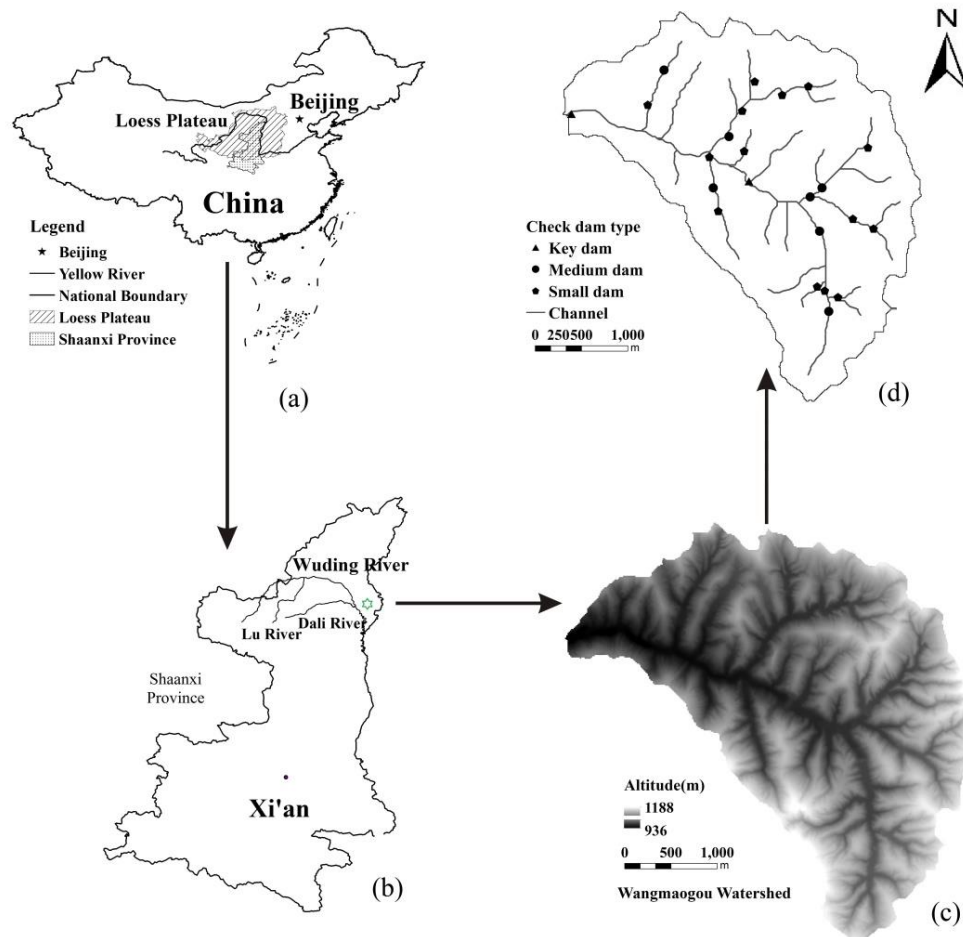 Beijing
Loess Plateau
China
Legend
Beijing
Yellow River
National Boundary
Loess Plateau
Shaanxi Province
(a)
N
Check dam type
Key dam
Medium dam
Small dam
Channel
0 250500 1,000
m
(d)
Wuding River
Lu River
Dali River
Shaanxi
Province
Xi'an
(b)
Altitude(m)
1188
936
0 500 1,000
m
Wangmaogou Watershed
(c)